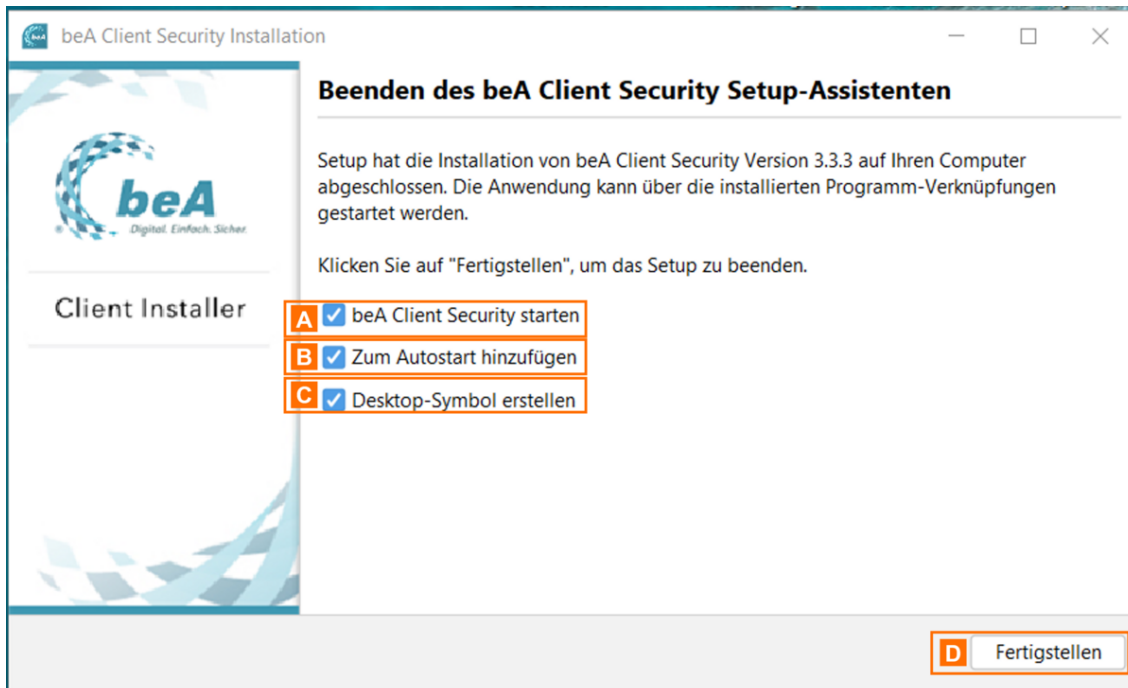 beA Client Security Installation
beA
Digital. Einfach. Sicher.
Client Installer
Beenden des beA Client Security Setup-Assistenten
Setup hat die Installation von beA Client Security Version 3.3.3 auf Ihren Computer
abgeschlossen. Die Anwendung kann über die installierten Programm-Verknüpfungen
gestartet werden.
Klicken Sie auf "Fertigstellen", um das Setup zu beenden.
A beA Client Security starten
B Zum Autostart hinzufügen
C Desktop-Symbol erstellen
D Fertigstellen